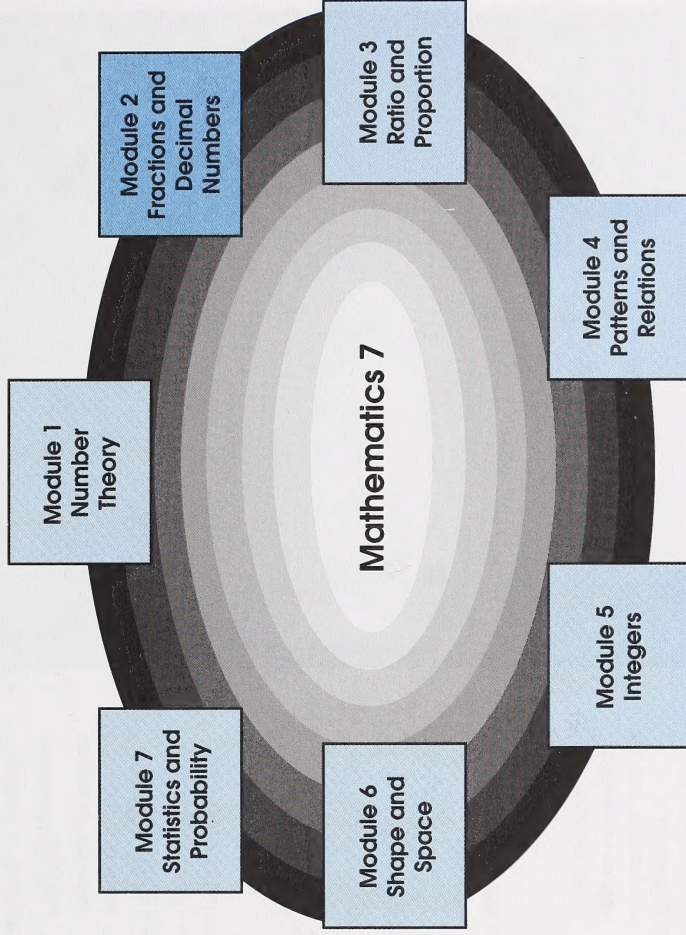 Module 1
Number
Theory
Module 2
Fractions and
Decimal
Numbers
Module 3
Ratio and
Proportion
Module 4
Patterns and
Relations
Module 5
Integers
Module 6
Shape and
Space
Module 7
Statistics and
Probability
Mathematics 7